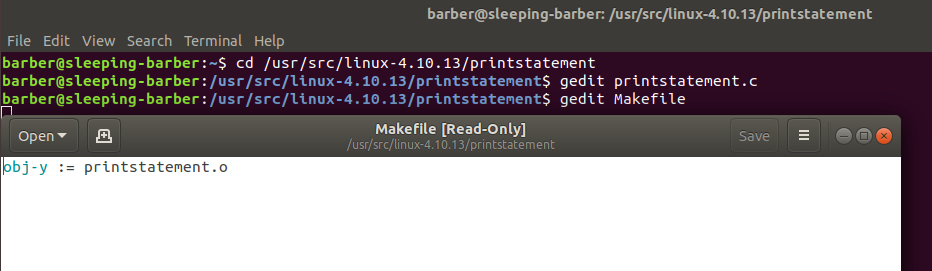 barber@sleeping-barber: /usr/src/linux-4.10.13/printstatement
File Edit View Search Terminal Help
barber@sleeping-barber:~$ cd /usr/src/linux-4.10.13/printstatement
barber@sleeping-barber:/usr/src/linux-4.10.13/printstatement$ gedit printstatement.c
barber@sleeping-barber:/usr/src/linux-4.10.13/printstatement$ gedit Makefile
Open Makefile [Read-Only] Save
/usr/src/linux-4.10.13/printstatement
obj-y := printstatement.o